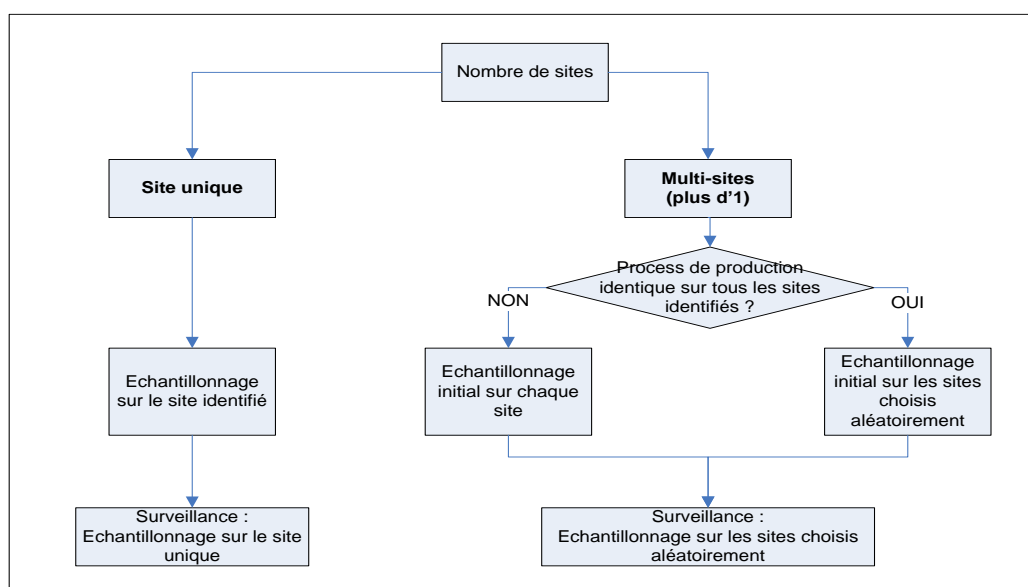 Nombre de sites
Site unique
Multi-sites
(plus d'1)
Process de production
identique sur tous les sites
identifiés ?
NON
OUI
Echantillonnage
sur le site identifié
Echantillonnage
initial sur chaque
site
Echantillonnage
initial sur les sites
choisis
aléatoirement
Surveillance :
Echantillonnage sur le site
unique
Surveillance :
Echantillonnage sur les sites choisis
aléatoirement